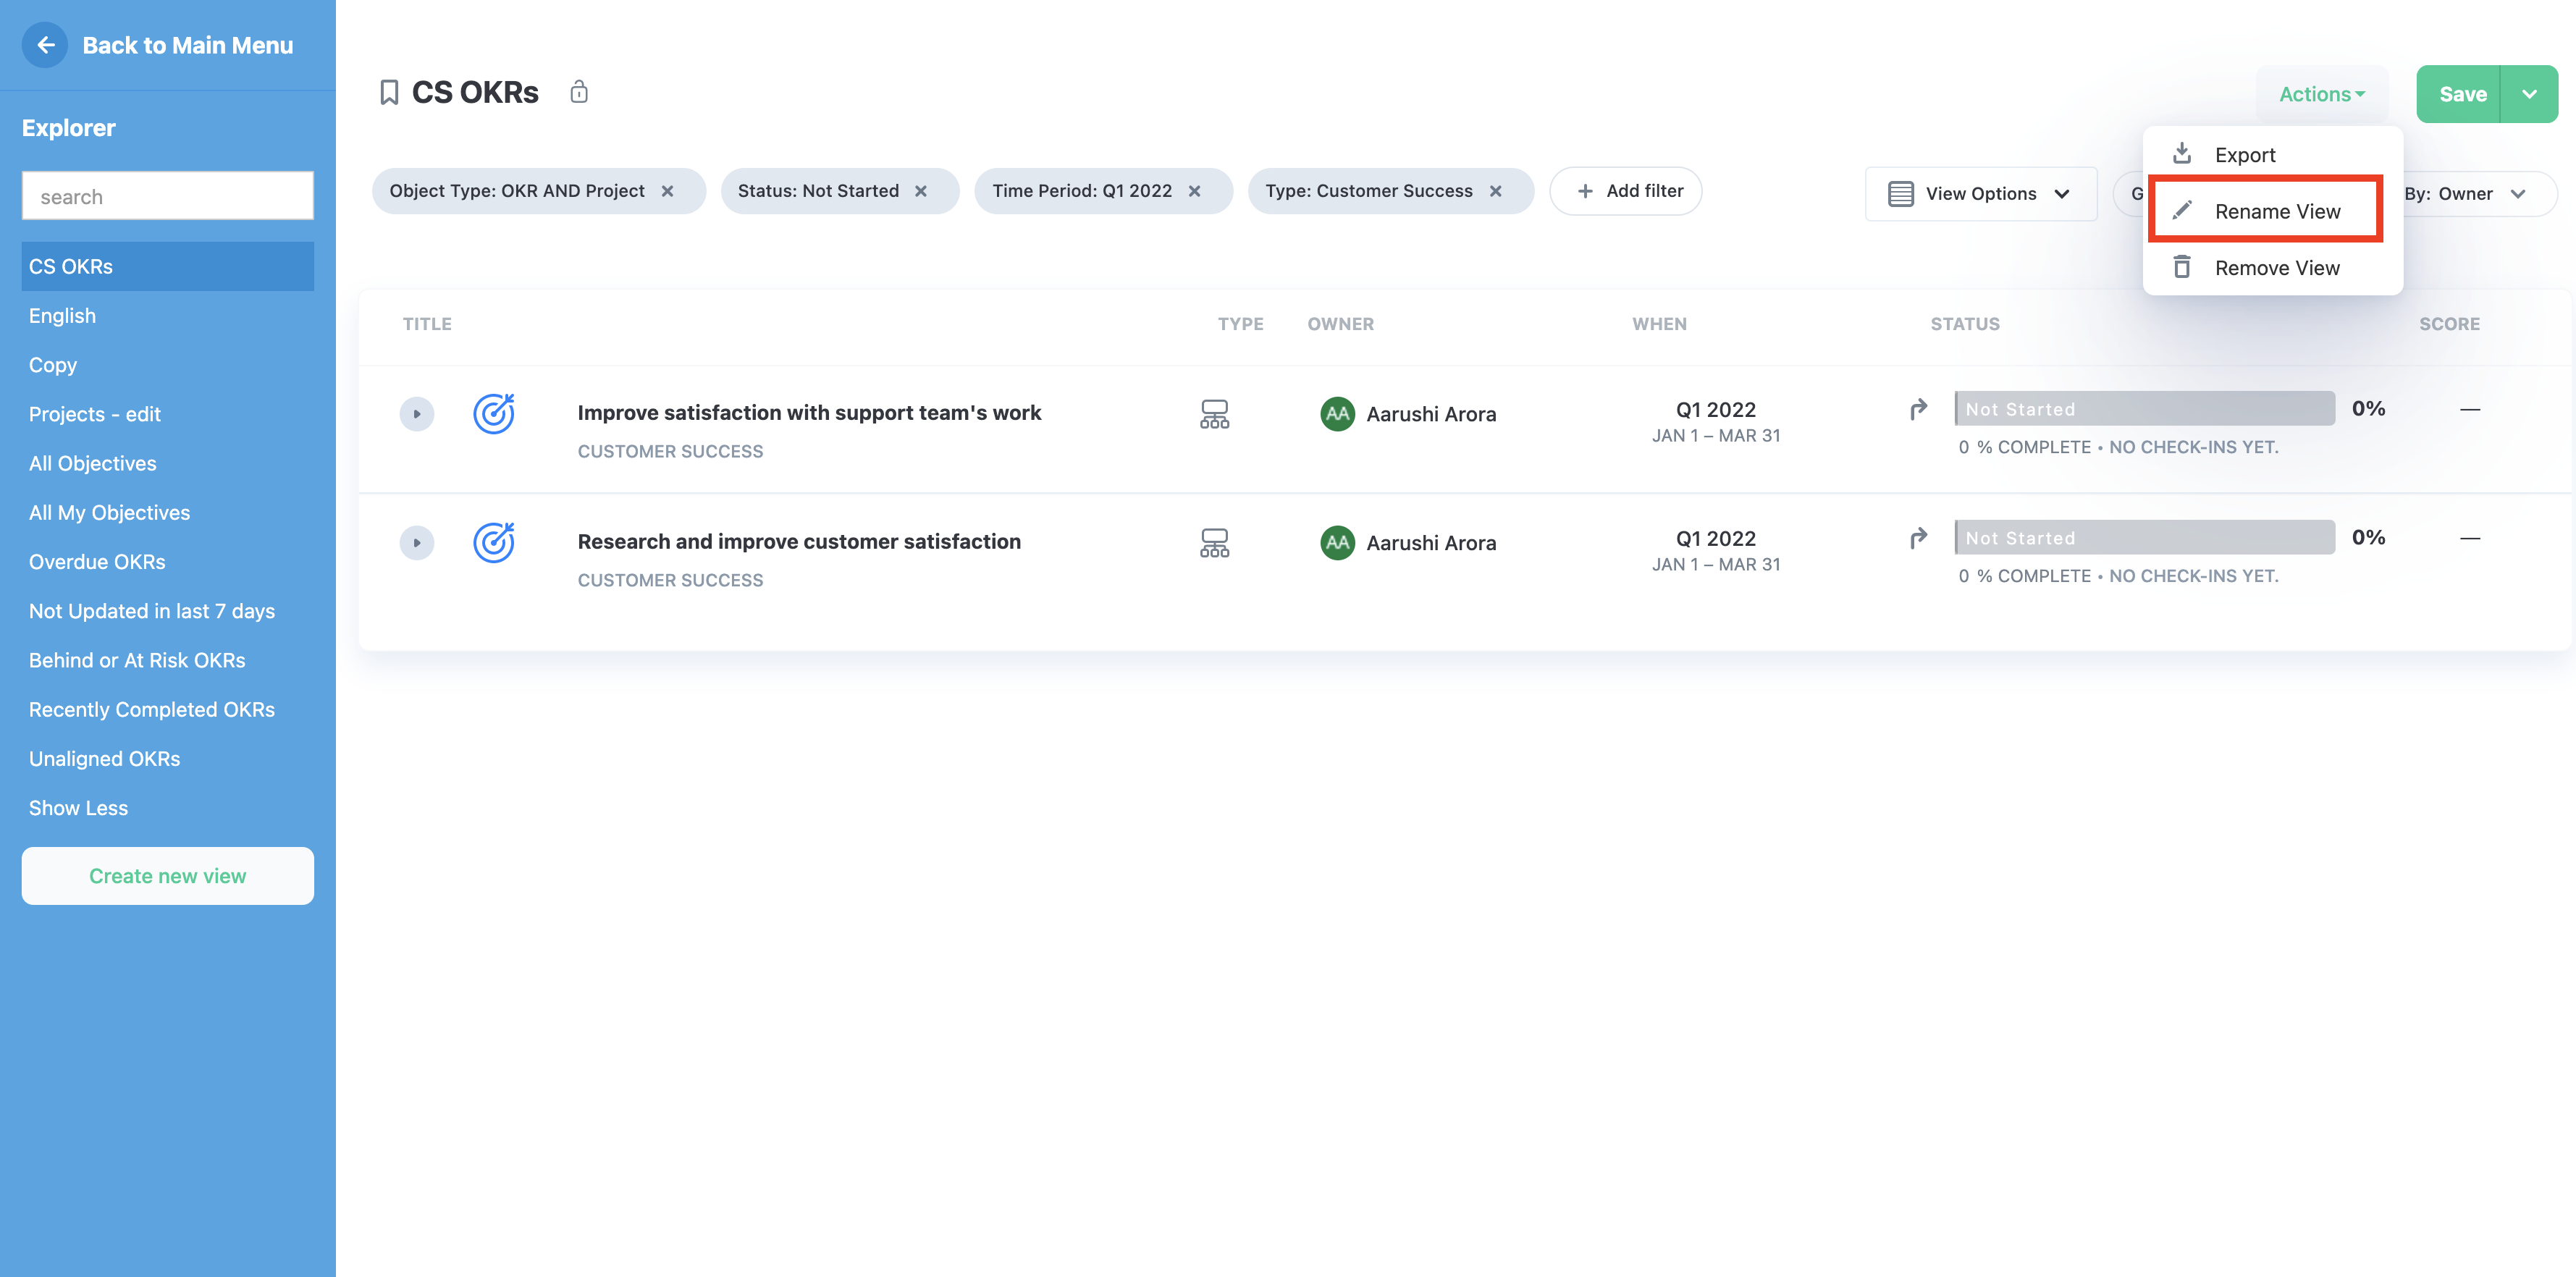 Back to Main Menu
Explorer
search
CS OKRs
English
Copy
Projects - edit
All Objectives
All My Objectives
Overdue OKRs
Not Updated in last 7 days
Behind or At Risk OKRs
Recently Completed OKRs
Unaligned OKRs
Show Less
Create new view
CS OKRs
Actions
Save
Export
Rename View
Remove View
Object Type: OKR AND Project
Status: Not Started
Time Period: Q1 2022
Type: Customer Success
Add filter
View Options
By: Owner
TITLE TYPE OWNER WHEN STATUS SCORE
Improve satisfaction with support team's work
CUSTOMER SUCCESS
AA Aarushi Arora
Q1 2022
JAN 1 – MAR 31
Not Started 0% —
0 % COMPLETE • NO CHECK-INS YET.
Research and improve customer satisfaction
CUSTOMER SUCCESS
AA Aarushi Arora
Q1 2022
JAN 1 – MAR 31
Not Started 0% —
0 % COMPLETE • NO CHECK-INS YET.